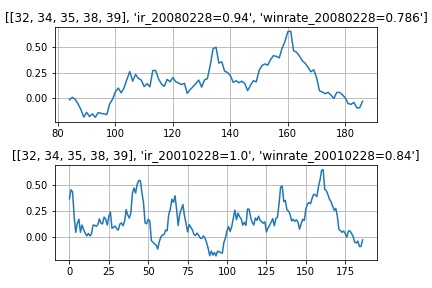 [[32, 34, 35, 38, 39], 'ir_20080228=0.94', 'winrate_20080228=0.786']
0.50
0.25
0.00
80 100 120 140 160 180
[[32, 34, 35, 38, 39], 'ir_20010228=1.0', 'winrate_20010228=0.84']
0.50
0.25
0.00
0 25 50 75 100 125 150 175